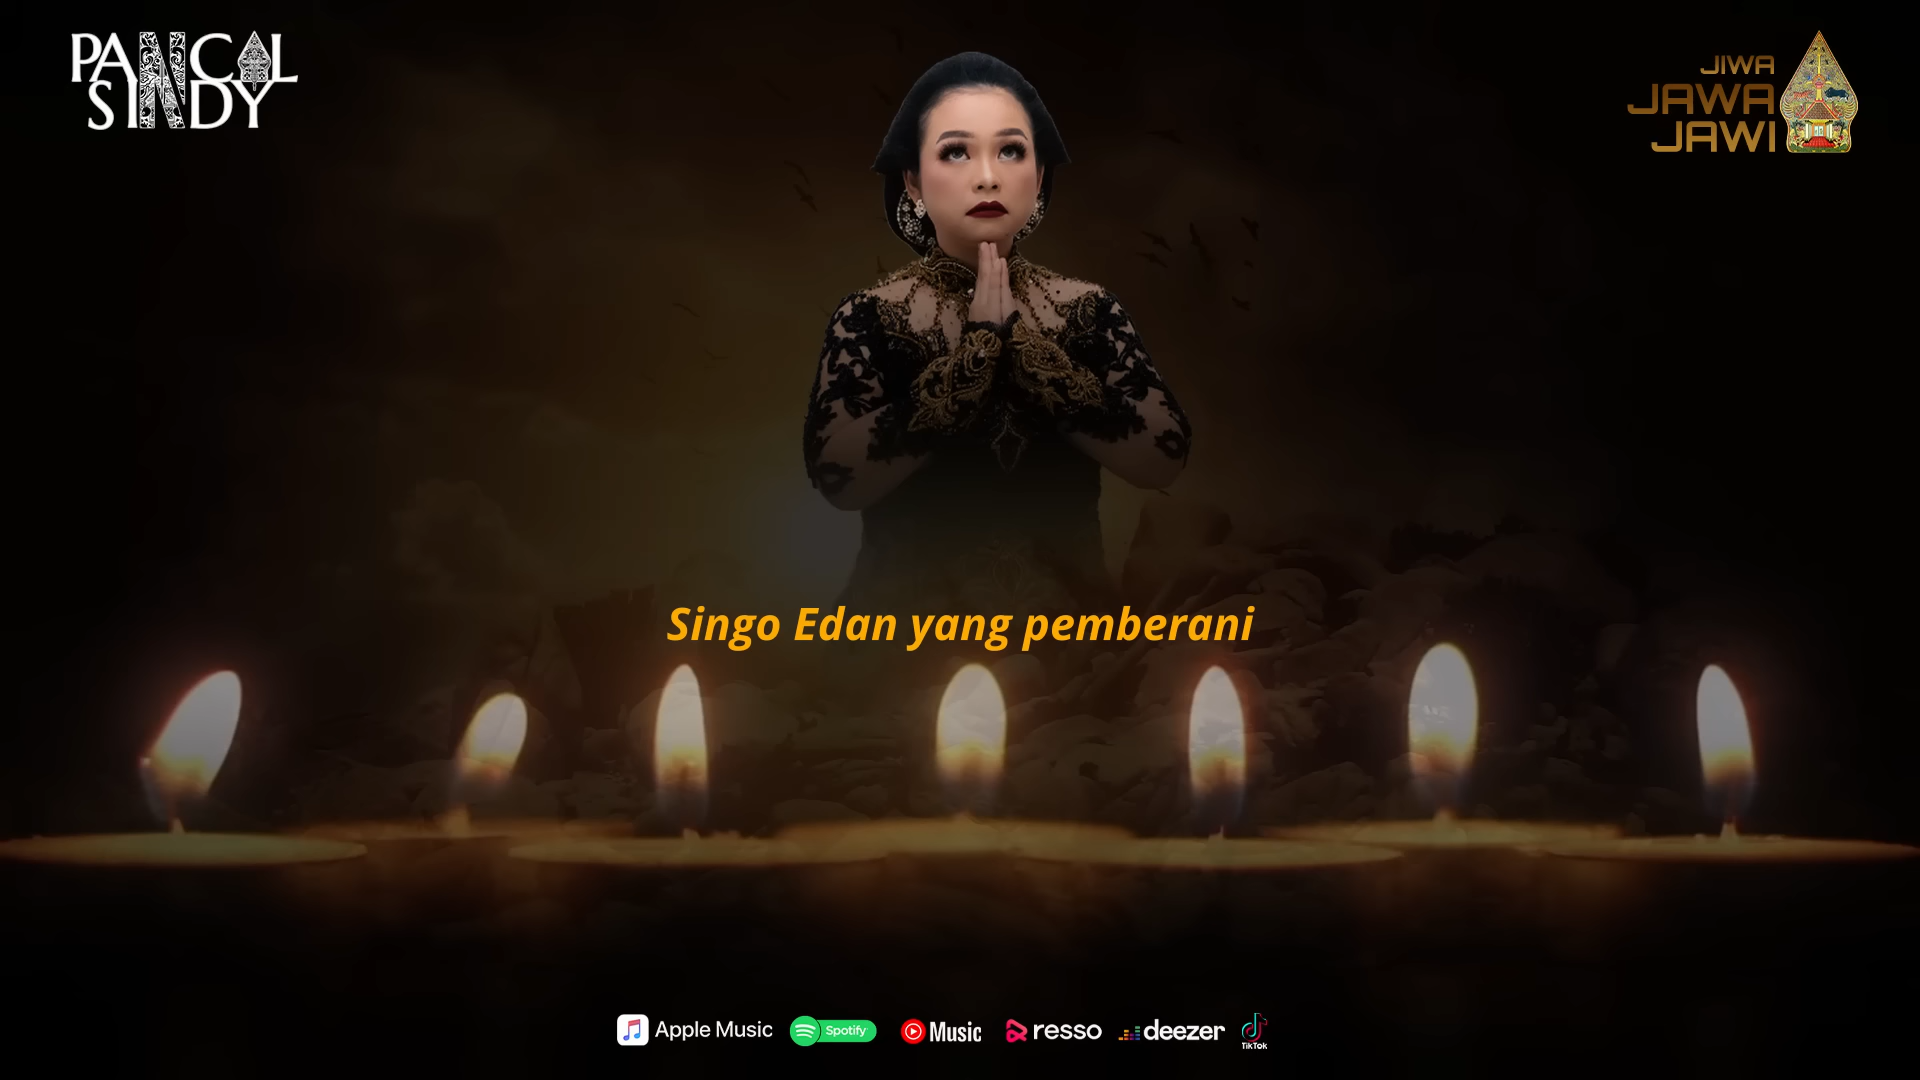 PANCAL
SINDY
JIWA
JAWA
JAWI
Singo Edan yang pemberani
Apple Music
Spotify
Music
resso
deezer
TikTok